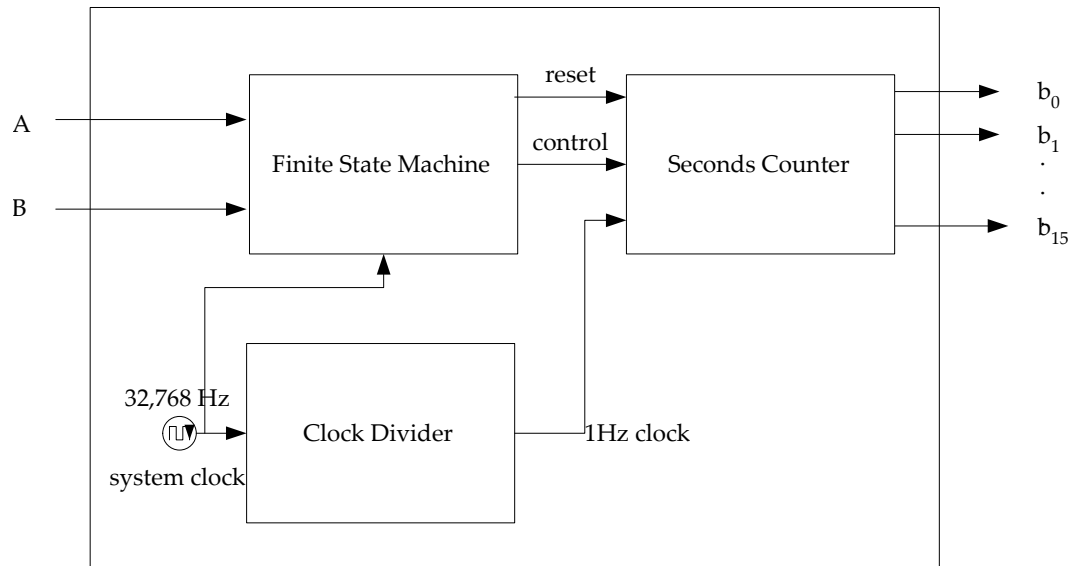 reset
b0
A
b1
control
Finite State Machine
Seconds Counter
.
.
B
b15
32,768 Hz
Clock Divider
1Hz clock
system clock